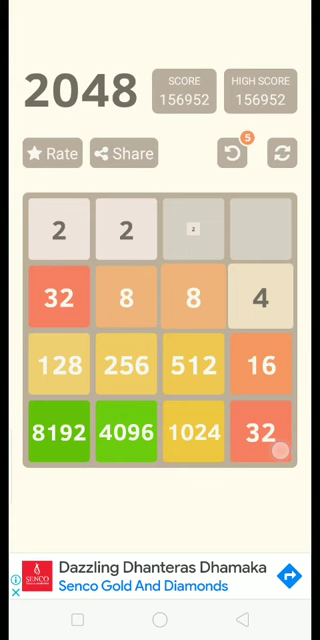 2048
SCORE
156952
HIGH SCORE
156952
Rate
Share
5
2 2 2
32 8 8 4
128 256 512 16
8192 4096 1024 32
SENCO
Dazzling Dhanteras Dhamaka
Senco Gold And Diamonds